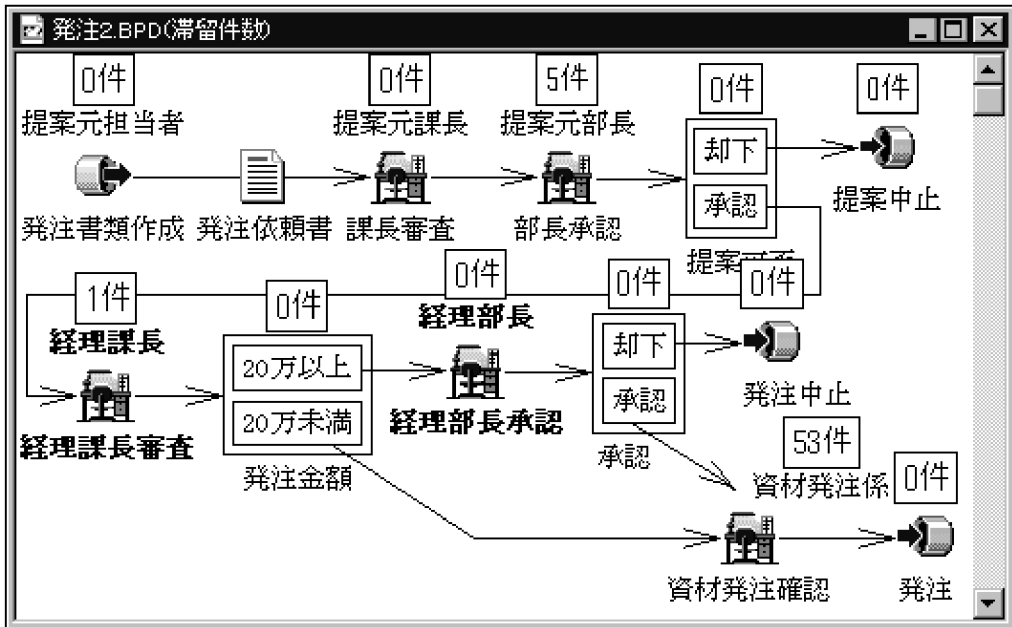 発注2.BPD(滞留件数)
0件
0件
5件
0件
0件
提案元担当者
提案元課長
提案元部長
却下
承認
発注書類作成
発注依頼書
課長審査
部長承認
提案中止
1件
0件
0件
0件
0件
経理課長
経理部長
20万以上
20万未満
却下
承認
経理課長審査
発注金額
経理部長承認
承認
発注中止
53件
資材発注係
0件
資材発注確認
発注